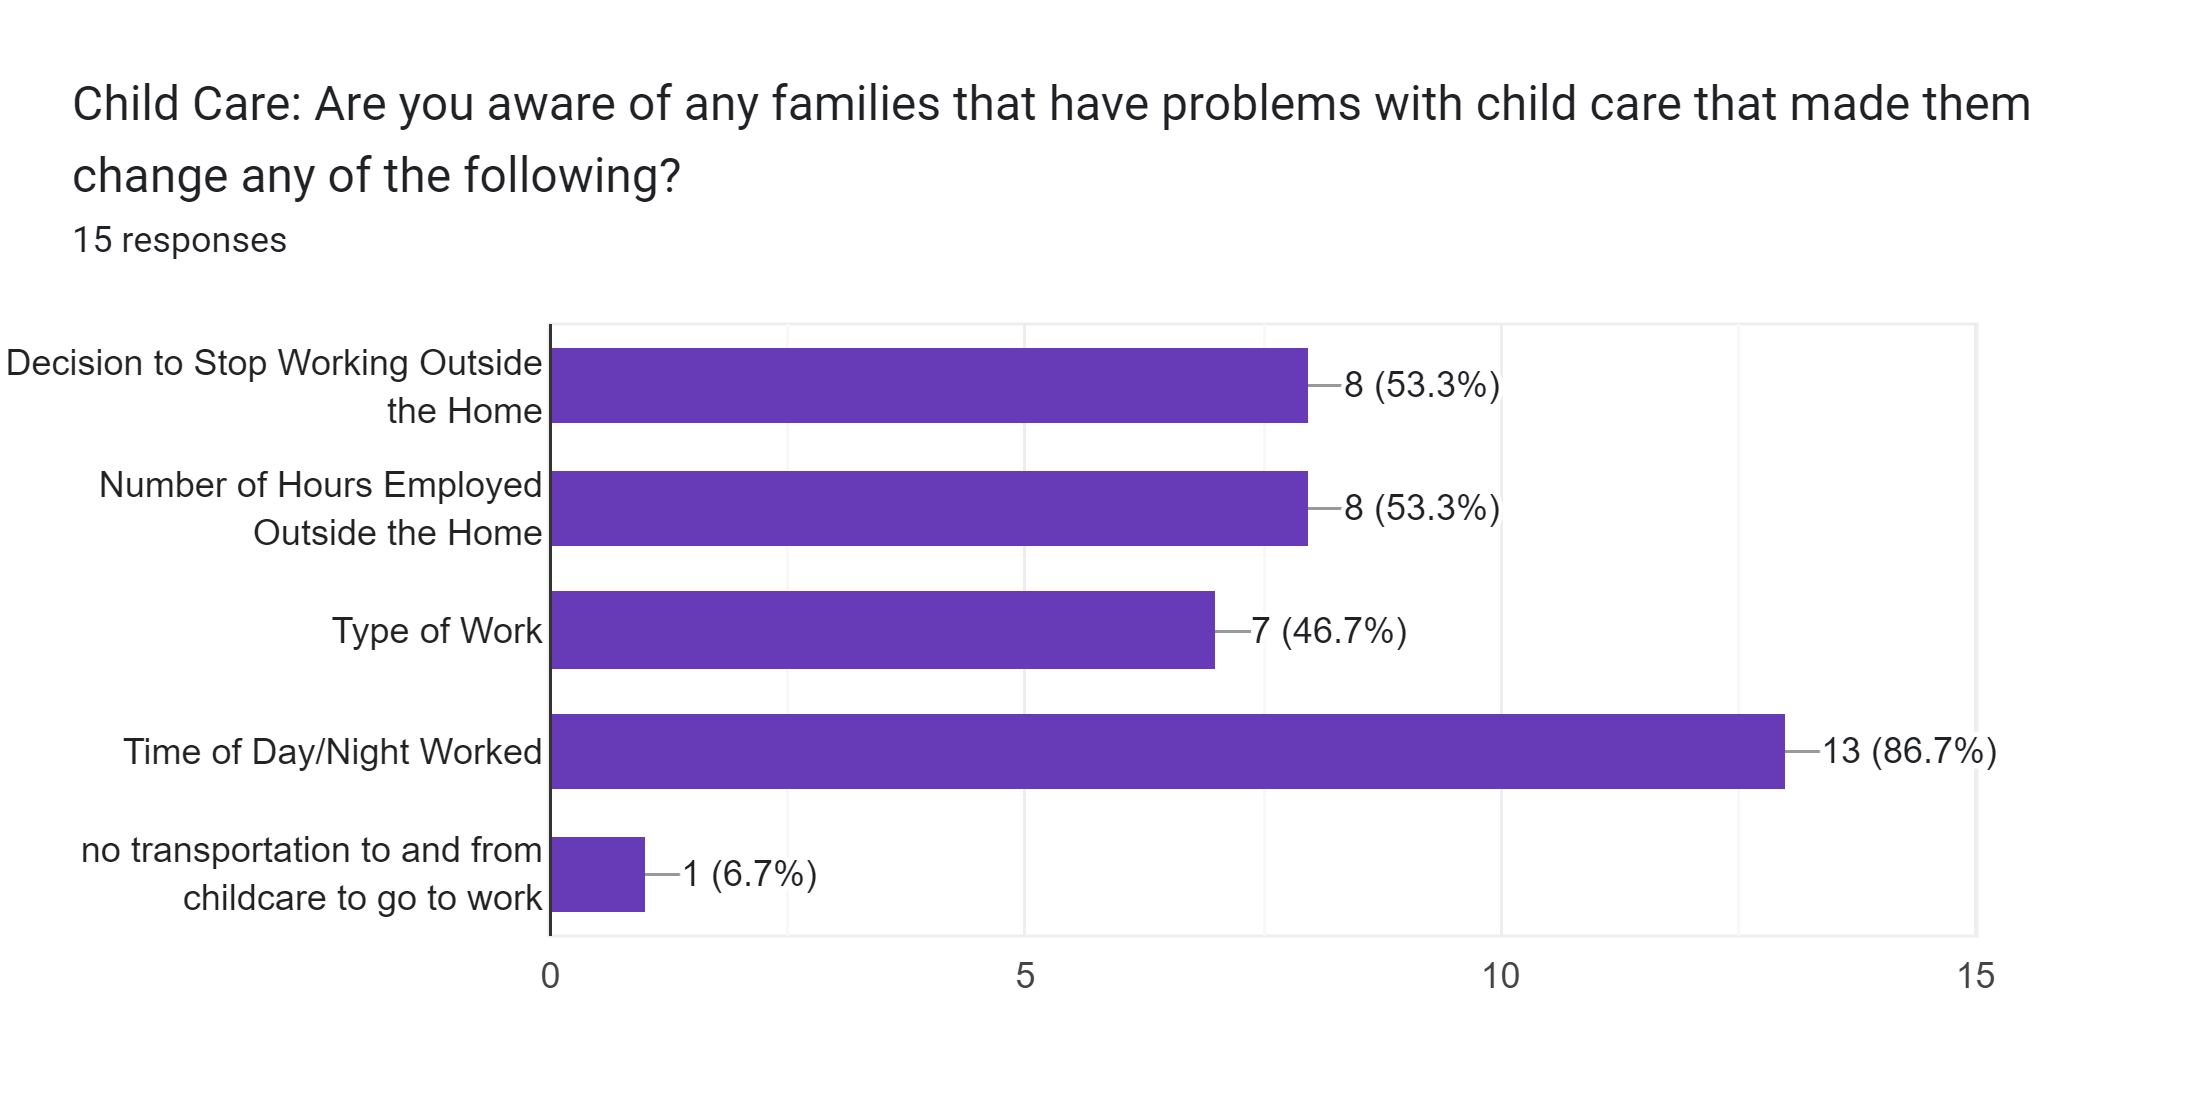 Child Care: Are you aware of any families that have problems with child care that made them
change any of the following?
15 responses
Decision to Stop Working Outside
the Home
8 (53.3%)
Number of Hours Employed
Outside the Home
8 (53.3%)
Type of Work
7 (46.7%)
Time of Day/Night Worked
13 (86.7%)
no transportation to and from
childcare to go to work
1 (6.7%)
0 5 10 15